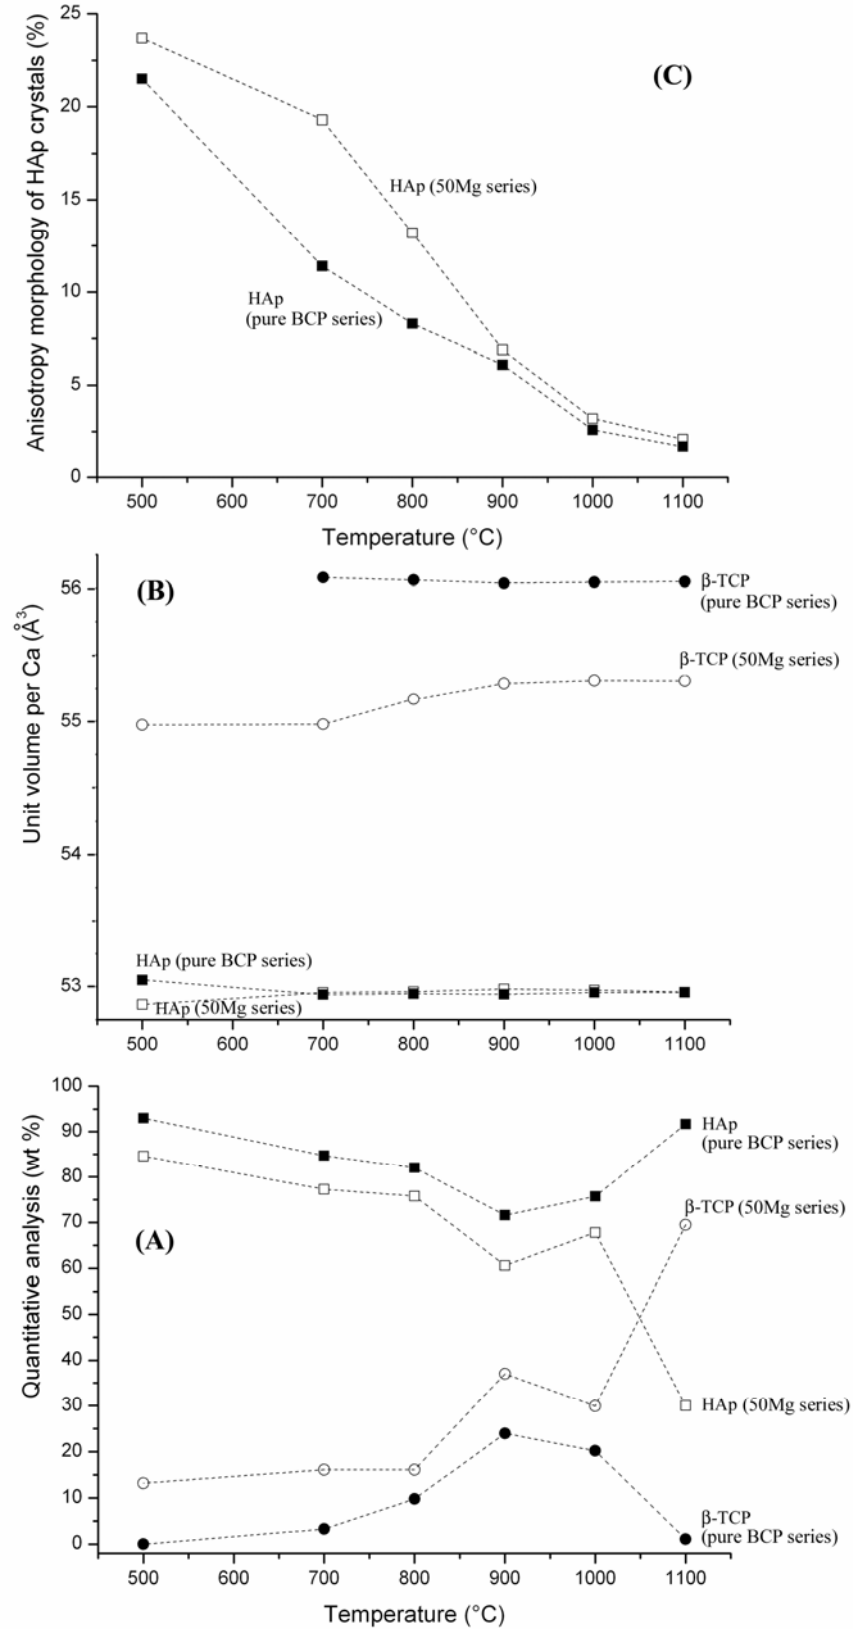 25
20
15
10
5
0
Anisotropy morphology of HAp crystals (%)
(C)
HAp (50Mg series)
HAp
(pure BCP series)
500 600 700 800 900 1000 1100
Temperature (°C)
56
55
54
53
Unit volume per Ca (Å³)
(B)
β-TCP
(pure BCP series)
β-TCP (50Mg series)
HAp (pure BCP series)
HAp (50Mg series)
500 600 700 800 900 1000 1100
100
90
80
70
60
50
40
30
20
10
0
Quantitative analysis (wt %)
(A)
HAp
(pure BCP series)
β-TCP (50Mg series)
HAp (50Mg series)
β-TCP
(pure BCP series)
500 600 700 800 900 1000 1100
Temperature (°C)